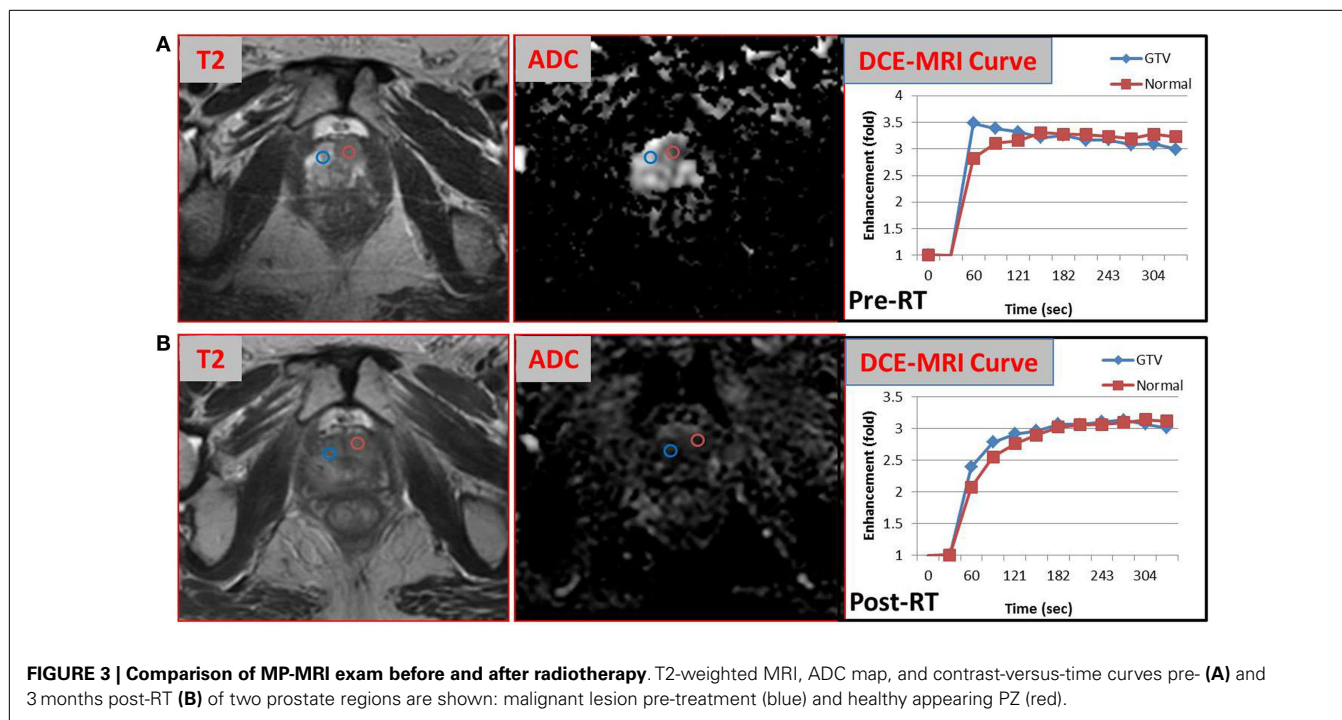 A
T2
ADC
DCE-MRI Curve
GTV
Normal
4
3.5
3
2.5
2
1.5
1
Enhancement (fold)
0 60 121 182 243 304
Pre-RT
Time (sec)
B
T2
ADC
DCE-MRI Curve
GTV
Normal
3.5
3
2.5
2
1.5
1
Enhancement (fold)
0 60 121 182 243 304
Post-RT
Time (sec)
FIGURE 3 | Comparison of MP-MRI exam before and after radiotherapy. T2-weighted MRI, ADC map, and contrast-versus-time curves pre- (A) and
3 months post-RT (B) of two prostate regions are shown: malignant lesion pre-treatment (blue) and healthy appearing PZ (red).